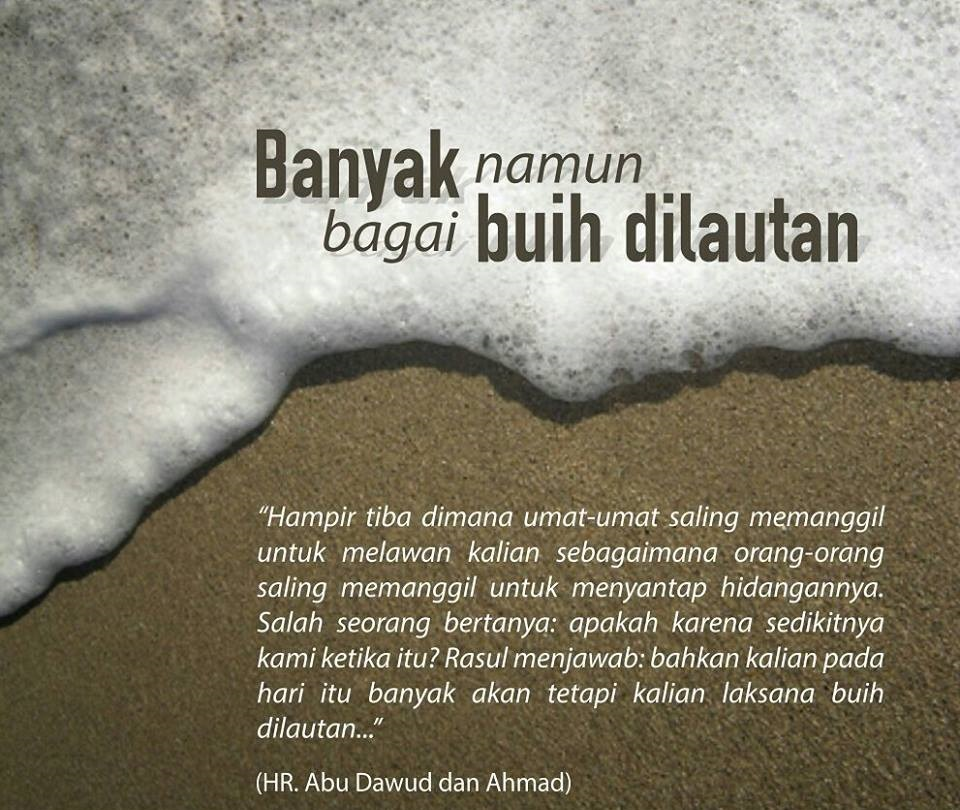 Banyak namun
bagai buih dilautan
“Hampir tiba dimana umat-umat saling memanggil
untuk melawan kalian sebagaimana orang-orang
saling memanggil untuk menyantap hidangannya.
Salah seorang bertanya: apakah karena sedikitnya
kami ketika itu? Rasul menjawab: bahkan kalian pada
hari itu banyak akan tetapi kalian laksana buih
dilautan...”
(HR. Abu Dawud dan Ahmad)